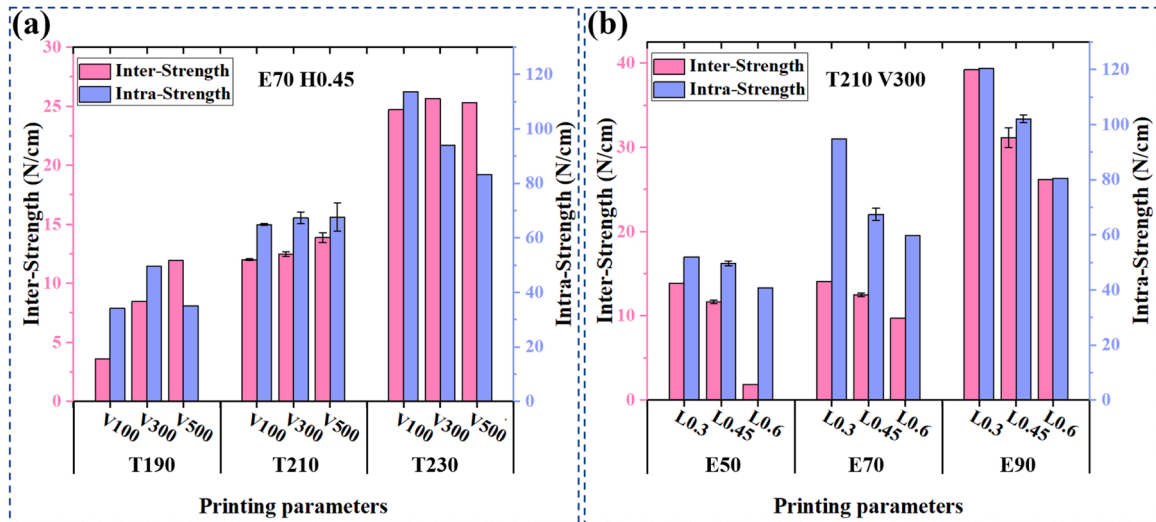 (a)
E70 H0.45
Inter-Strength
Intra-Strength
Inter-Strength (N/cm)
30
25
20
15
10
5
0
Intra-Strength (N/cm)
120
100
80
60
40
20
0
V100 V300 V500 V100 V300 V500 V100 V300 V500
T190 T210 T230
Printing parameters
(b)
T210 V300
Inter-Strength
Intra-Strength
Inter-Strength (N/cm)
40
30
20
10
0
Intra-Strength (N/cm)
120
100
80
60
40
20
0
L0.3 L0.45 L0.6 L0.3 L0.45 L0.6 L0.3 L0.45 L0.6
E50 E70 E90
Printing parameters